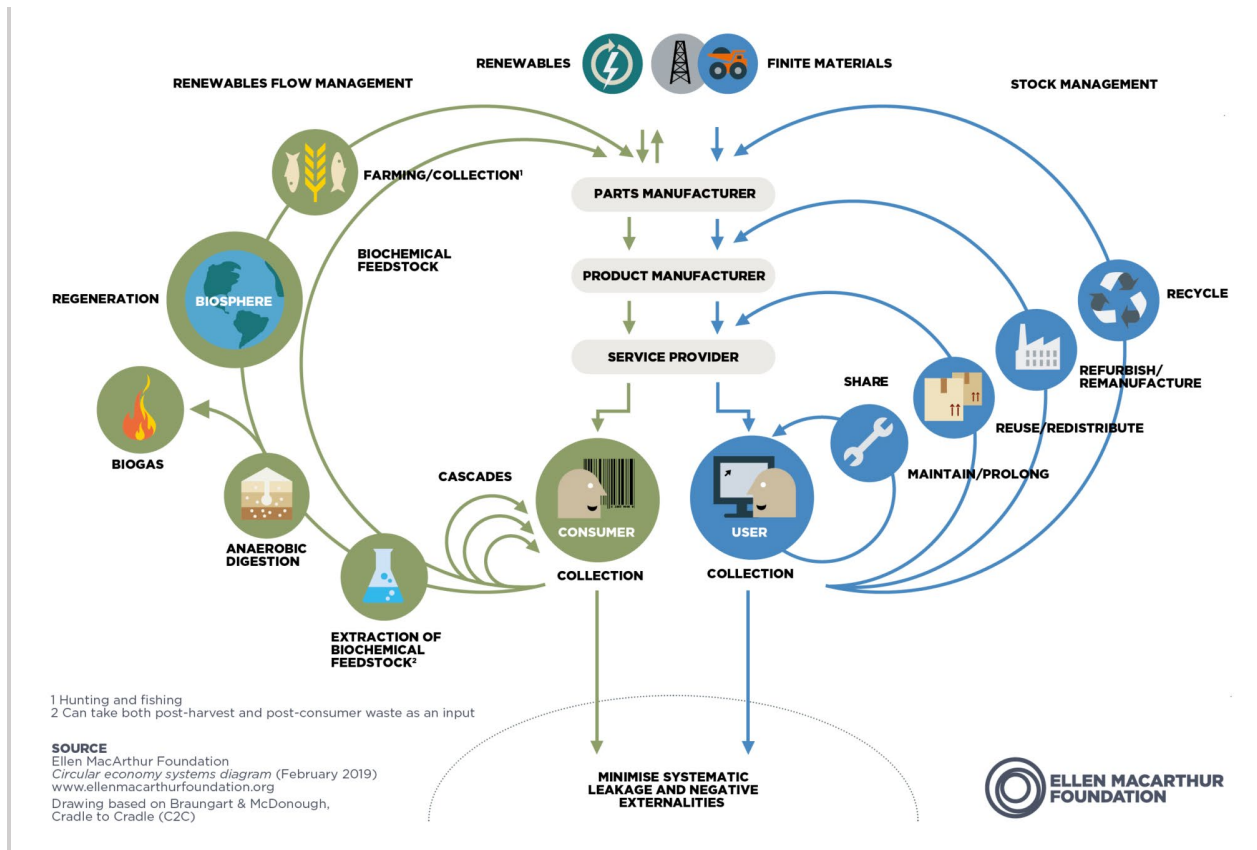 RENEWABLES
FINITE MATERIALS
RENEWABLES FLOW MANAGEMENT
STOCK MANAGEMENT
FARMING/COLLECTION¹
PARTS MANUFACTURER
BIOCHEMICAL
FEEDSTOCK
PRODUCT MANUFACTURER
REGENERATION
BIOSPHERE
RECYCLE
SERVICE PROVIDER
SHARE
REFURBISH/
REMANUFACTURE
REUSE/REDISTRIBUTE
BIOGAS
CASCADES
MAINTAIN/PROLONG
CONSUMER
USER
ANAEROBIC
DIGESTION
COLLECTION
COLLECTION
EXTRACTION OF
BIOCHEMICAL
FEEDSTOCK²
1 Hunting and fishing
2 Can take both post-harvest and post-consumer waste as an input
SOURCE
Ellen MacArthur Foundation
Circular economy systems diagram (February 2019)
www.ellenmacarthurfoundation.org
Drawing based on Braungart & McDonough,
Cradle to Cradle (C2C)
MINIMISE SYSTEMATIC
LEAKAGE AND NEGATIVE
EXTERNALITIES
ELLEN MACARTHUR
FOUNDATION